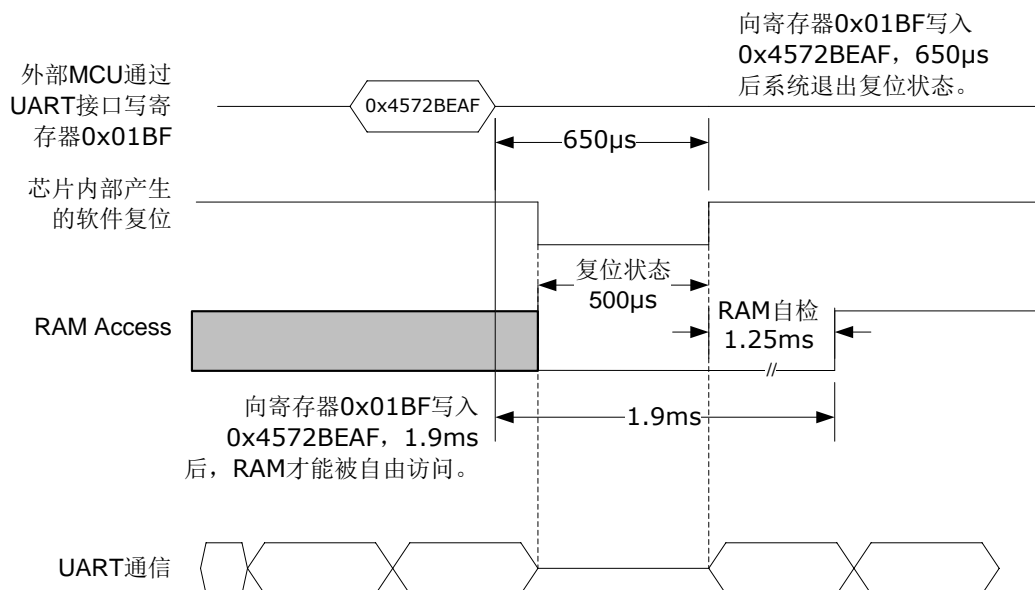 向寄存器0x01BF写入
0x4572BEAF，650μs
后系统退出复位状态。
外部MCU通过
UART接口写寄
存器0x01BF
0x4572BEAF
650μs
芯片内部产生
的软件复位
复位状态
500μs
RAM Access
RAM自检
1.25ms
向寄存器0x01BF写入
0x4572BEAF，1.9ms
后，RAM才能被自由访问。
1.9ms
UART通信